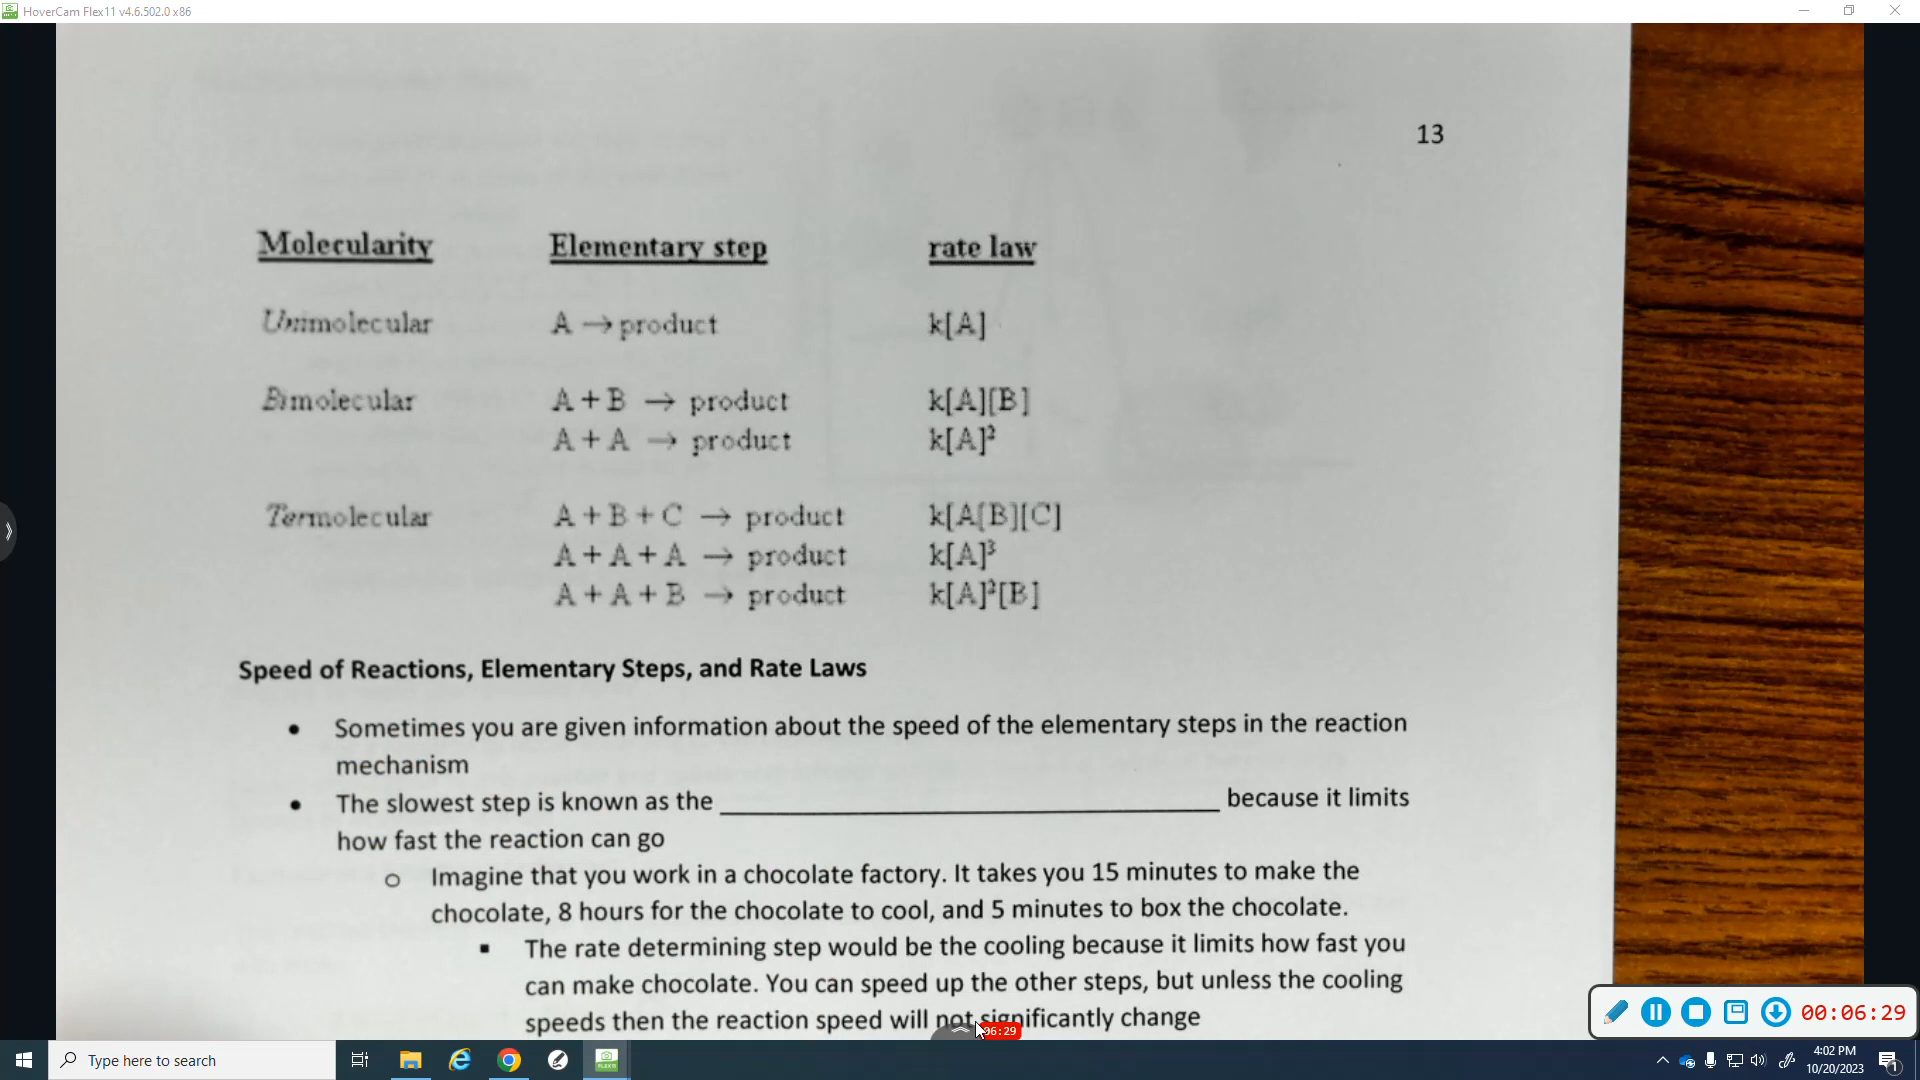 HoverCam Flex11 v4.6.502.0 x86
13
Molecularity Elementary step rate law
Unimolecular A → product k[A]
Bimolecular A + B → product k[A][B]
A + A → product k[A]²
Termolecular A + B + C → product k[A[B][C]
A + A + A → product k[A]³
A + A + B → product k[A]²[B]
Speed of Reactions, Elementary Steps, and Rate Laws
• Sometimes you are given information about the speed of the elementary steps in the reaction
mechanism
• The slowest step is known as the ______________________________ because it limits
how fast the reaction can go
o Imagine that you work in a chocolate factory. It takes you 15 minutes to make the
chocolate, 8 hours for the chocolate to cool, and 5 minutes to box the chocolate.
▪ The rate determining step would be the cooling because it limits how fast you
can make chocolate. You can speed up the other steps, but unless the cooling
speeds then the reaction speed will not significantly change
06:29
00:06:29
Type here to search
4:02 PM
10/20/2023
1